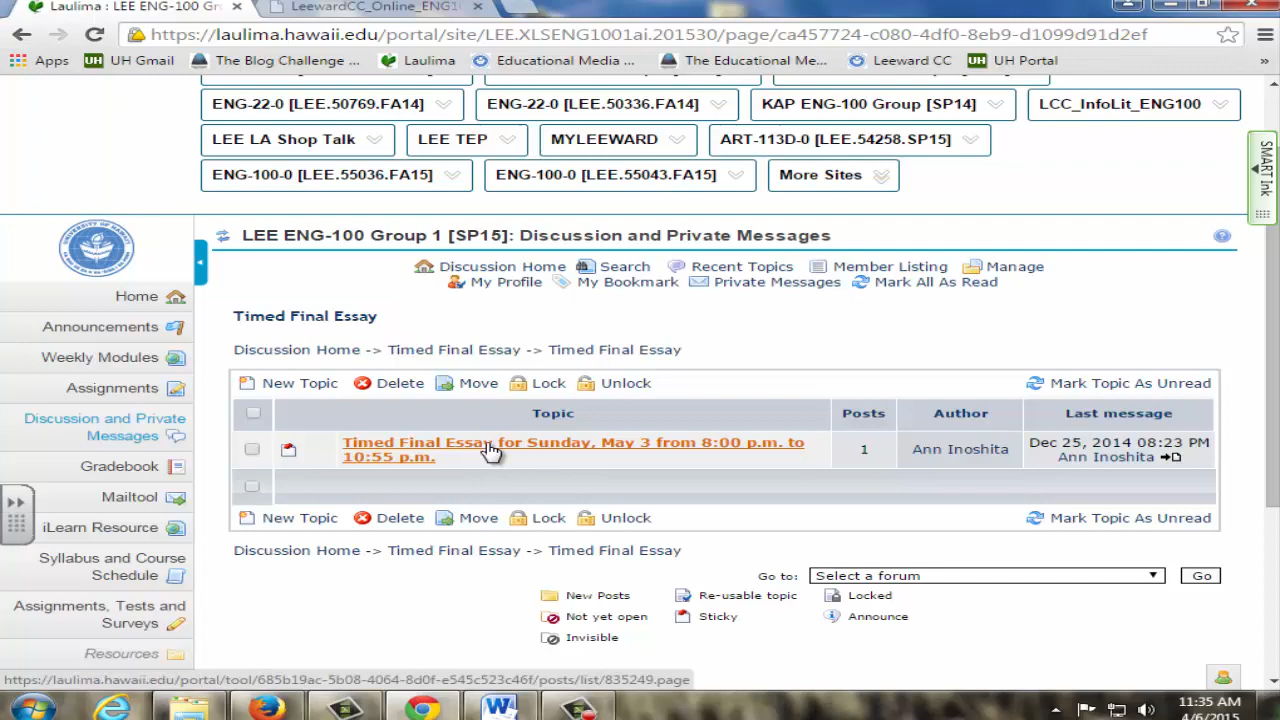 Laulima : LEE ENG-100 Gr
LeewardCC_Online_ENG1
https://laulima.hawaii.edu/portal/site/LEE.XLSENG1001ai.201530/page/ca457724-c080-4df0-8eb9-d1099d91d2ef
Apps UH Gmail The Blog Challenge ... Laulima Educational Media ... The Educational Me... Leeward CC UH Portal »
ENG-22-0 [LEE.50769.FA14] ENG-22-0 [LEE.50336.FA14] KAP ENG-100 Group [SP14] LCC_InfoLit_ENG100
LEE LA Shop Talk LEE TEP MYLEEWARD ART-113D-0 [LEE.54258.SP15]
ENG-100-0 [LEE.55036.FA15] ENG-100-0 [LEE.55043.FA15] More Sites
SMART Ink
LEE ENG-100 Group 1 [SP15]: Discussion and Private Messages
Discussion Home Search Recent Topics Member Listing Manage
My Profile My Bookmark Private Messages Mark All As Read
Home
Announcements
Weekly Modules
Assignments
Discussion and Private
Messages
Gradebook
Mailtool
iLearn Resource
Syllabus and Course
Schedule
Assignments, Tests and
Surveys
Resources
Timed Final Essay
Discussion Home -> Timed Final Essay -> Timed Final Essay
New Topic Delete Move Lock Unlock Mark Topic As Unread
Topic Posts Author Last message
Timed Final Essay for Sunday, May 3 from 8:00 p.m. to
10:55 p.m.
1 Ann Inoshita
Dec 25, 2014 08:23 PM
Ann Inoshita
New Topic Delete Move Lock Unlock Mark Topic As Unread
Discussion Home -> Timed Final Essay -> Timed Final Essay
Go to: Select a forum Go
New Posts Re-usable topic Locked
Not yet open Sticky Announce
Invisible
https://laulima.hawaii.edu/portal/tool/685b19ac-5b08-4064-8d0f-e545c523c4df/posts/list/835249.page
11:35 AM
4/6/2015